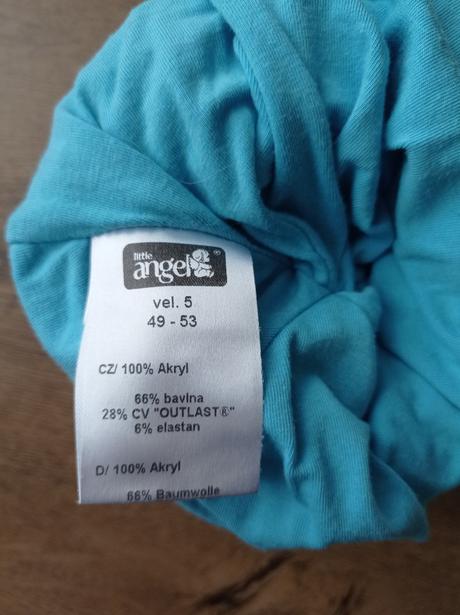 little
angel®
vel. 5
49 - 53
CZ/ 100% Akryl
66% bavlna
28% CV "OUTLAST®"
6% elastan
D/ 100% Akryl
66% Baumwolle